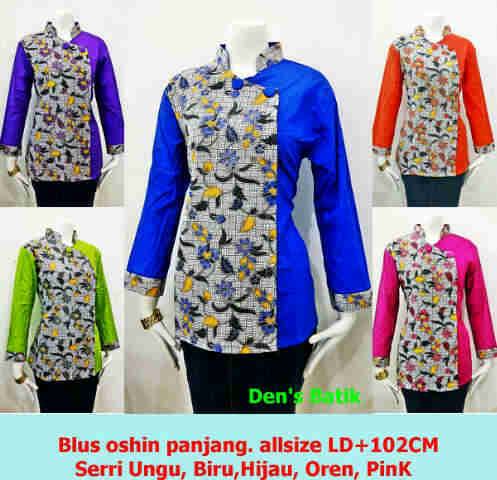 Den's Batik
Blus oshin panjang. allsize LD+102CM
Serri Ungu, Biru,Hijau, Oren, PinK